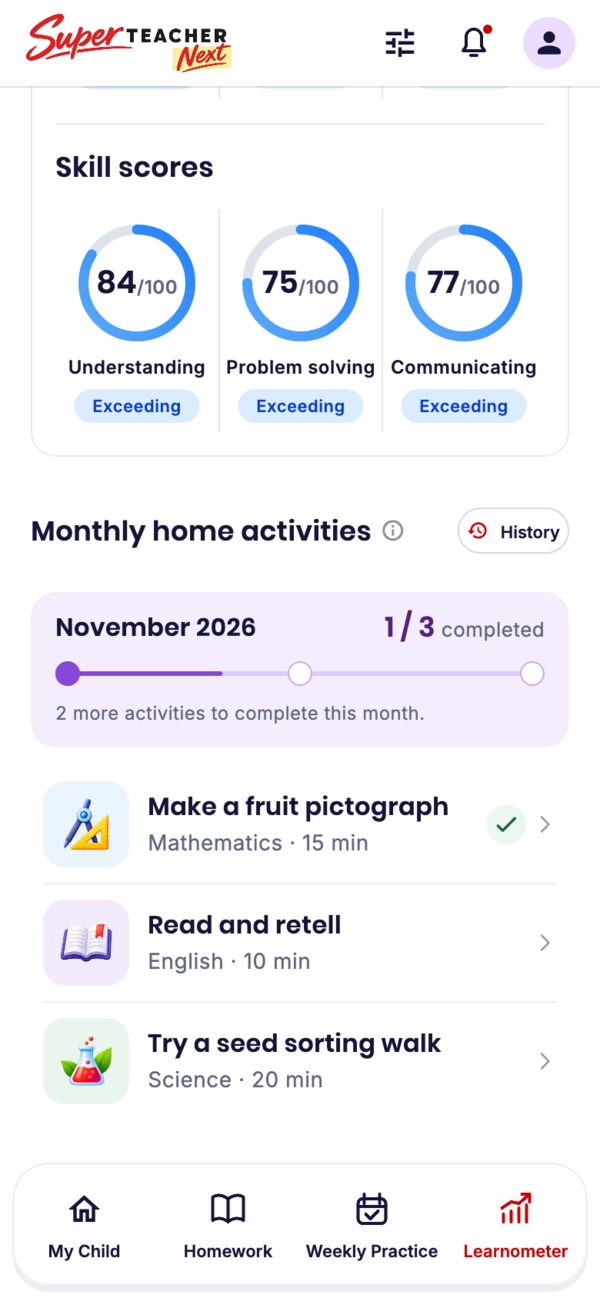 Super TEACHER
Next
Skill scores
84/100
75/100
77/100
Understanding
Problem solving
Communicating
Exceeding
Exceeding
Exceeding
Monthly home activities
History
November 2026
1 / 3 completed
2 more activities to complete this month.
Make a fruit pictograph
Mathematics · 15 min
Read and retell
English · 10 min
Try a seed sorting walk
Science · 20 min
My Child
Homework
Weekly Practice
Learnometer